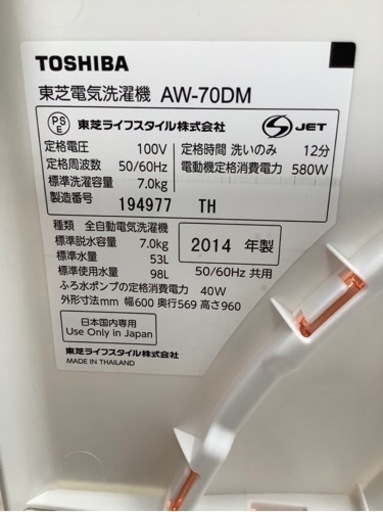 TOSHIBA
東芝電気洗濯機 AW-70DM
PS E 東芝ライフスタイル株式会社 S JET
定格電圧 100V
定格周波数 50/60Hz
標準洗濯容量 7.0kg
製造番号 194977 TH
定格時間 洗いのみ 12分
電動機定格消費電力 580W
種類 全自動電気洗濯機
標準脱水容量 7.0kg
標準水量 53L
標準使用水量 98L
2014 年製
50/60Hz 共用
ふろ水ポンプの定格消費電力 40W
外形寸法mm 幅600 奥行569 高さ960
日本国内専用
Use Only in Japan
東芝ライフスタイル株式会社
MADE IN THAILAND